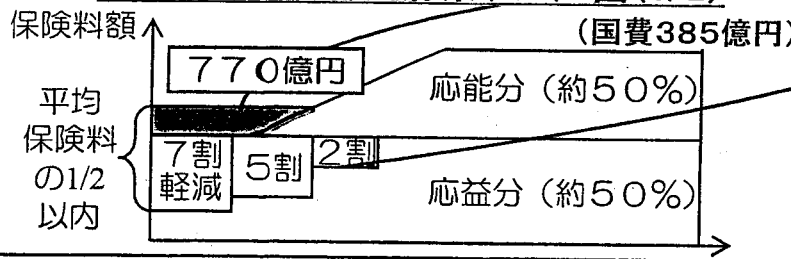 保険料額
(国費385億円)
770億円
応能分(約50%)
平均
保険料
の1/2
以内
7割
軽減
5割
2割
応益分(約50%)